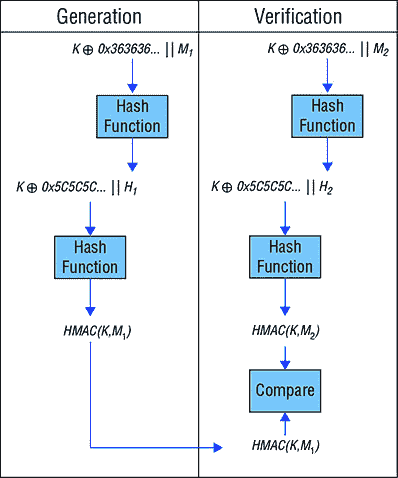 Generation
K ⊕ 0x363636... || M₁
Hash
Function
K ⊕ 0x5C5C5C... || H₁
Hash
Function
HMAC(K,M₁)
Verification
K ⊕ 0x363636... || M₂
Hash
Function
K ⊕ 0x5C5C5C... || H₂
Hash
Function
HMAC(K,M₂)
Compare
HMAC(K,M₁)